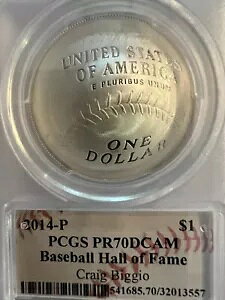 UNITED STATES
OF AMERICA
E PLURIBUS UNUM
ONE
DOLLAR
2014-P $1
PCGS PR70DCAM
Baseball Hall of Fame
Craig Biggio
541685.70/32013557